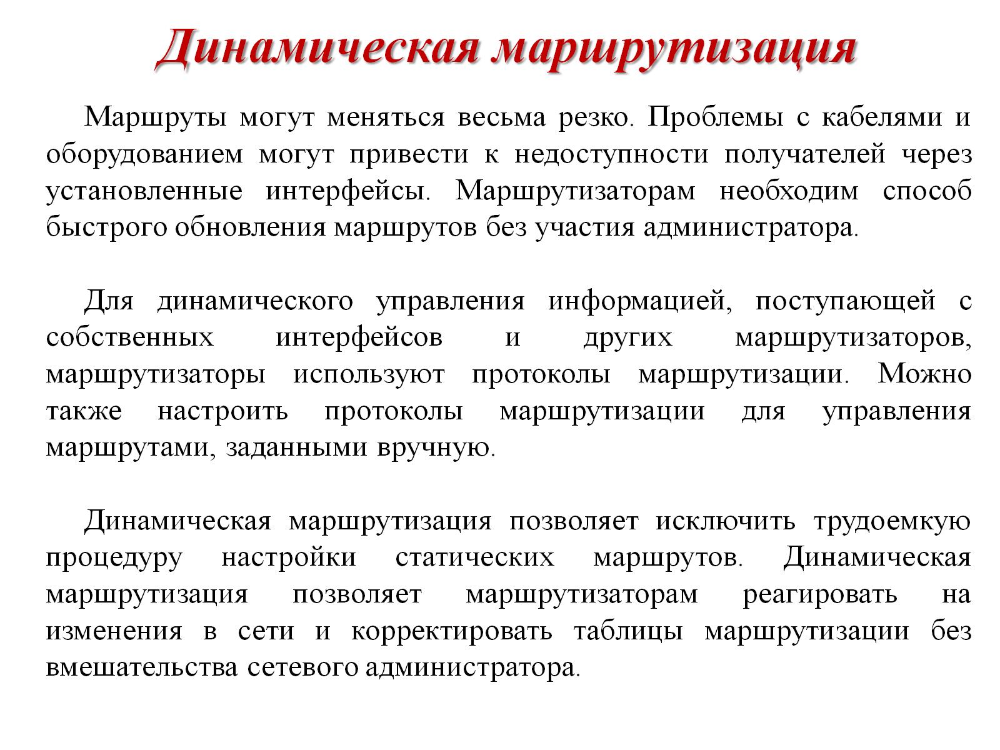 Динамическая маршрутизация
Маршруты могут меняться весьма резко. Проблемы с кабелями и
оборудованием могут привести к недоступности получателей через
установленные интерфейсы. Маршрутизаторам необходим способ
быстрого обновления маршрутов без участия администратора.
Для динамического управления информацией, поступающей с
собственных интерфейсов и других маршрутизаторов,
маршрутизаторы используют протоколы маршрутизации. Можно
также настроить протоколы маршрутизации для управления
маршрутами, заданными вручную.
Динамическая маршрутизация позволяет исключить трудоемкую
процедуру настройки статических маршрутов. Динамическая
маршрутизация позволяет маршрутизаторам реагировать на
изменения в сети и корректировать таблицы маршрутизации без
вмешательства сетевого администратора.